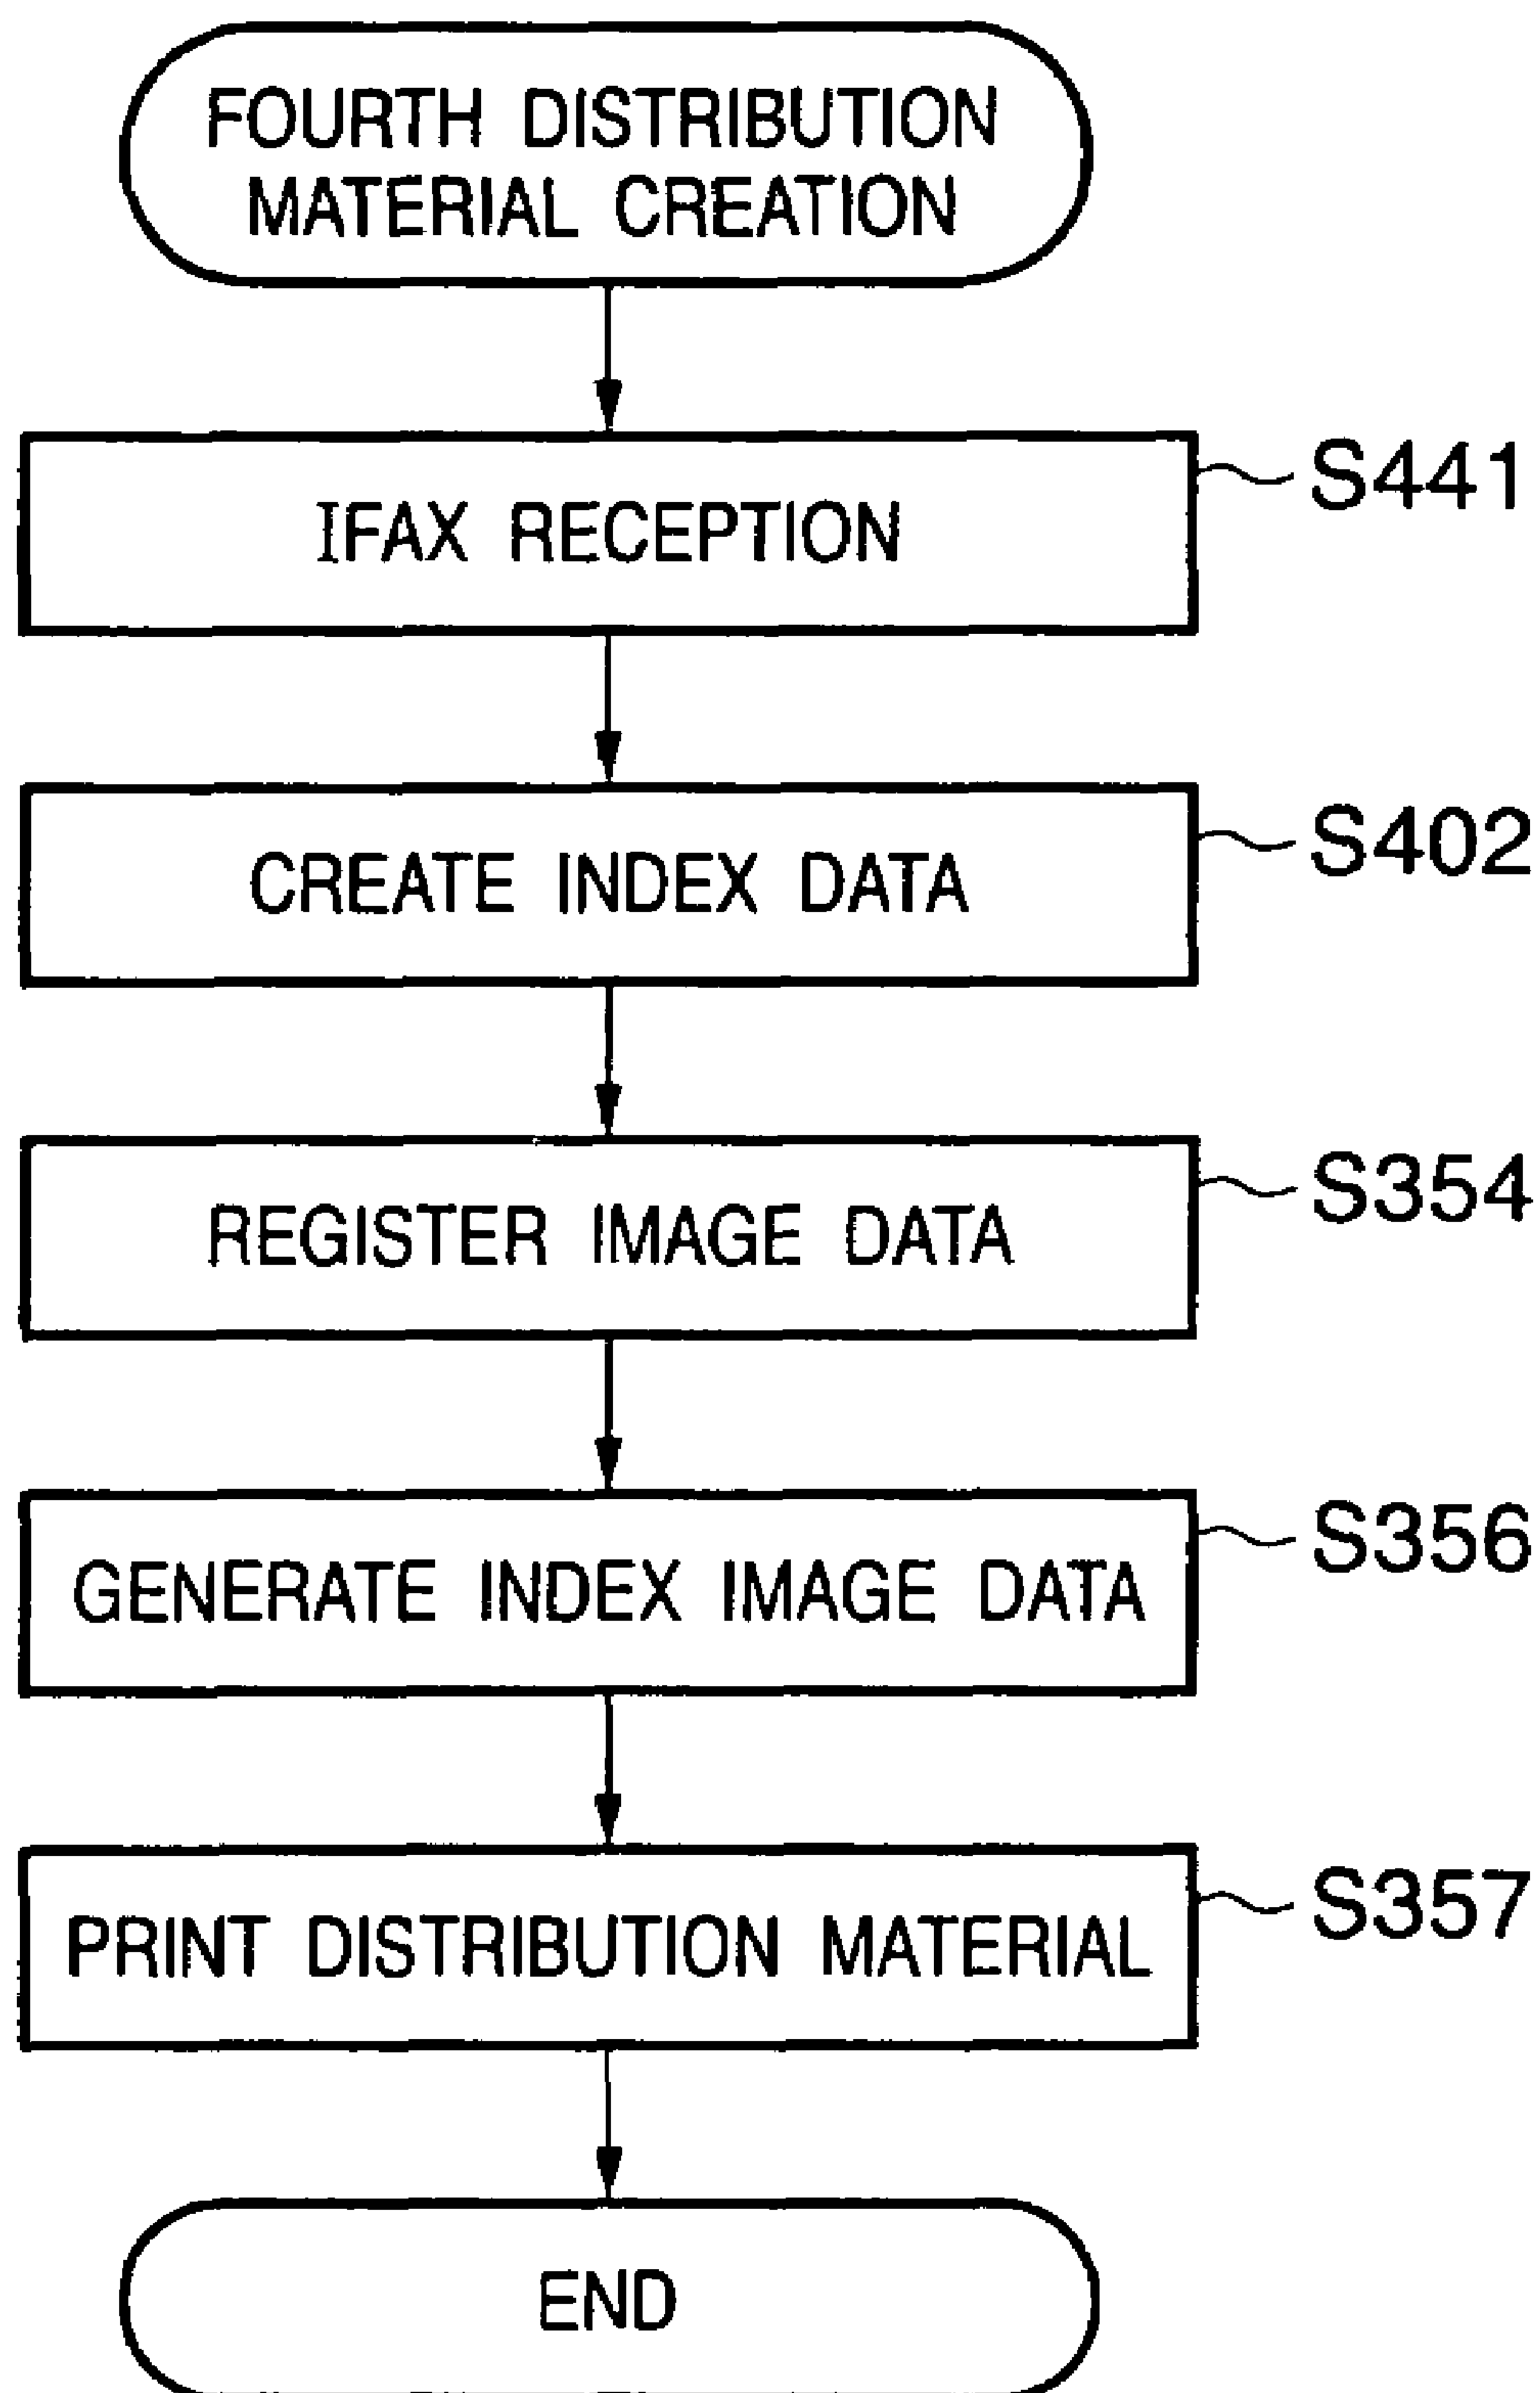 FOURTH DISTRIBUTION
MATERIAL CREATION
IFAX RECEPTION
S441
CREATE INDEX DATA
S402
REGISTER IMAGE DATA
S354
GENERATE INDEX IMAGE DATA
S356
PRINT DISTRIBUTION MATERIAL
S357
END